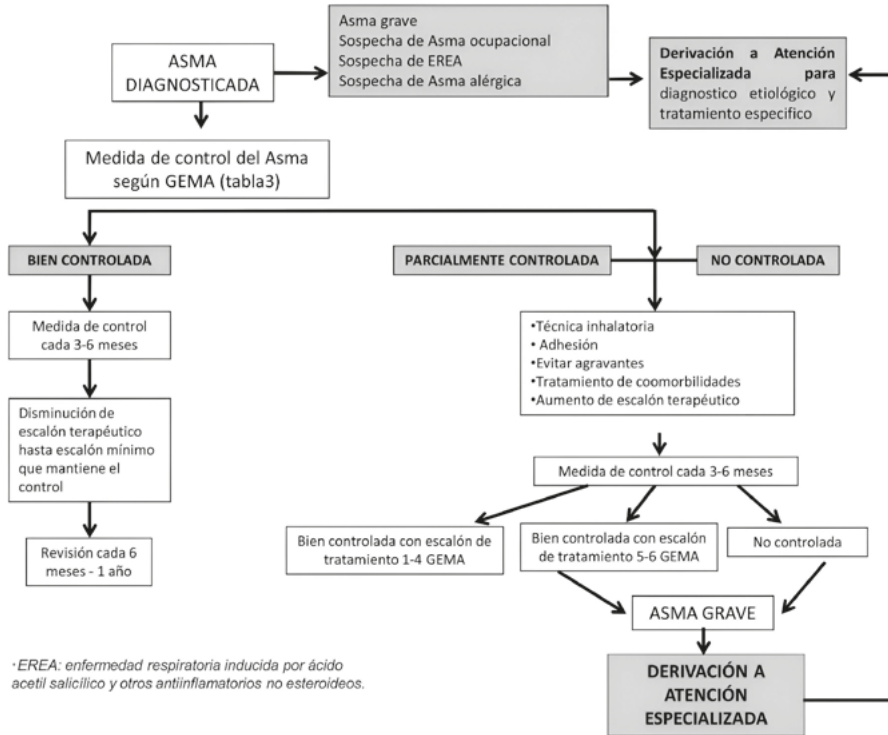 ASMA
DIAGNOSTICADA
Asma grave
Sospecha de Asma ocupacional
Sospecha de EREA
Sospecha de Asma alérgica
Derivación a Atención
Especializada para
diagnostico etiológico y
tratamiento especifico
Medida de control del Asma
según GEMA (tabla3)
BIEN CONTROLADA
PARCIALMENTE CONTROLADA
NO CONTROLADA
Medida de control
cada 3-6 meses
•Técnica inhalatoria
• Adhesión
•Evitar agravantes
•Tratamiento de coomorbilidades
•Aumento de escalón terapéutico
Disminución de
escalón terapéutico
hasta escalón mínimo
que mantiene el
control
Medida de control cada 3-6 meses
Revisión cada 6
meses - 1 año
Bien controlada con escalón de
tratamiento 1-4 GEMA
Bien controlada con escalón
de tratamiento 5-6 GEMA
No controlada
ASMA GRAVE
DERIVACIÓN A
ATENCIÓN
ESPECIALIZADA
·EREA: enfermedad respiratoria inducida por ácido
acetil salicílico y otros antiinflamatorios no esteroideos.